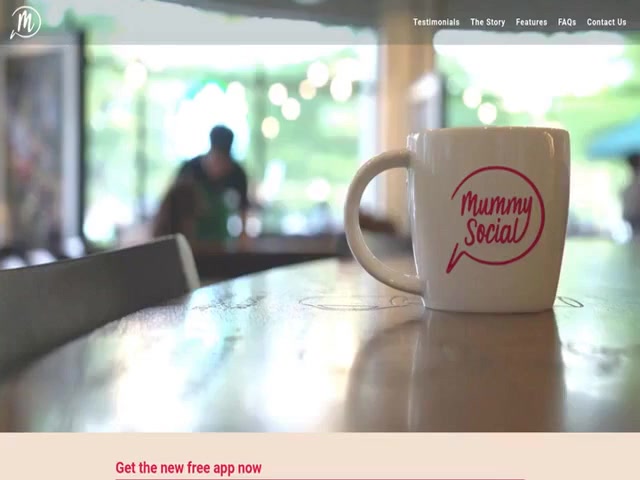 M
Testimonials The Story Features FAQs Contact Us
Mummy
Social
Get the new free app now